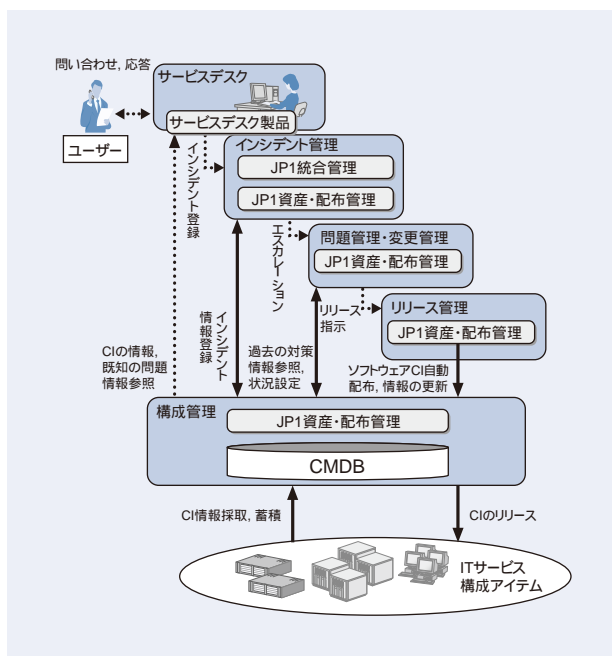 問い合わせ, 応答
サービスデスク
サービスデスク製品
ユーザー
インシデント登録
インシデント管理
JP1統合管理
JP1資産・配布管理
エスカレーション
問題管理・変更管理
JP1資産・配布管理
リリース
指示
リリース管理
JP1資産・配布管理
インシデント
情報登録
CIの情報,
既知の問題
情報参照
過去の対策
情報参照,
状況設定
ソフトウェアCI自動
配布, 情報の更新
構成管理
JP1資産・配布管理
CMDB
CI情報採取, 蓄積
CIのリリース
ITサービス
構成アイテム